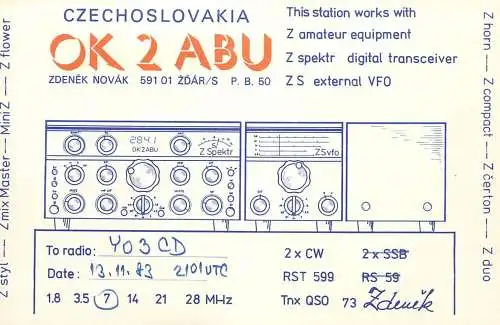 CZECHOSLOVAKIA
OK 2 ABU
ZDENĚK NOVÁK 591 01 ŽĎÁR/S P. B. 50
This station works with
Z amateur equipment
Z spektr digital transceiver
Z S external VFO
Z styl --- Z mix Master --- Mini Z --- Z flower
Z horn --- Z compact --- Z čerton --- Z duo
284.1
OK2ABU
S
Z Spektr
ZSvfo
To radio: YO3CD
Date: 13.11.83 2101UTC
1.8 3.5 7 14 21 28 MHz
2 x CW 2 x SSB
RST 599 RS 59
Tnx QSO 73 Zdeněk